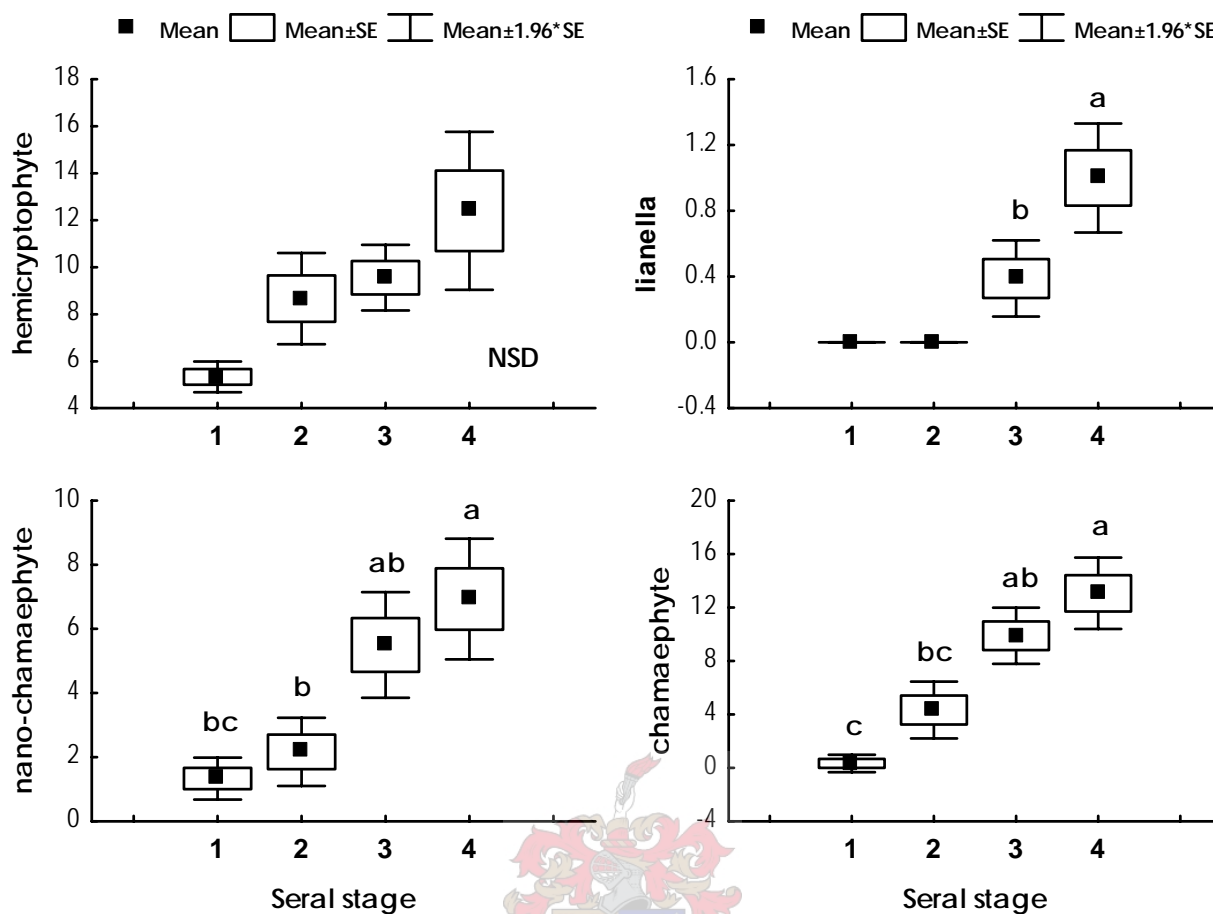 Mean Mean±SE Mean±1.96*SE
Mean Mean±SE Mean±1.96*SE
hemicryptophyte
18
16
14
12
10
8
6
4
NSD
1 2 3 4
lianella
1.6
1.2
0.8
0.4
0.0
-0.4
a
b
1 2 3 4
nano-chamaephyte
10
8
6
4
2
0
a
ab
b
bc
1 2 3 4
Seral stage
chamaephyte
20
16
12
8
4
0
-4
a
ab
bc
c
1 2 3 4
Seral stage